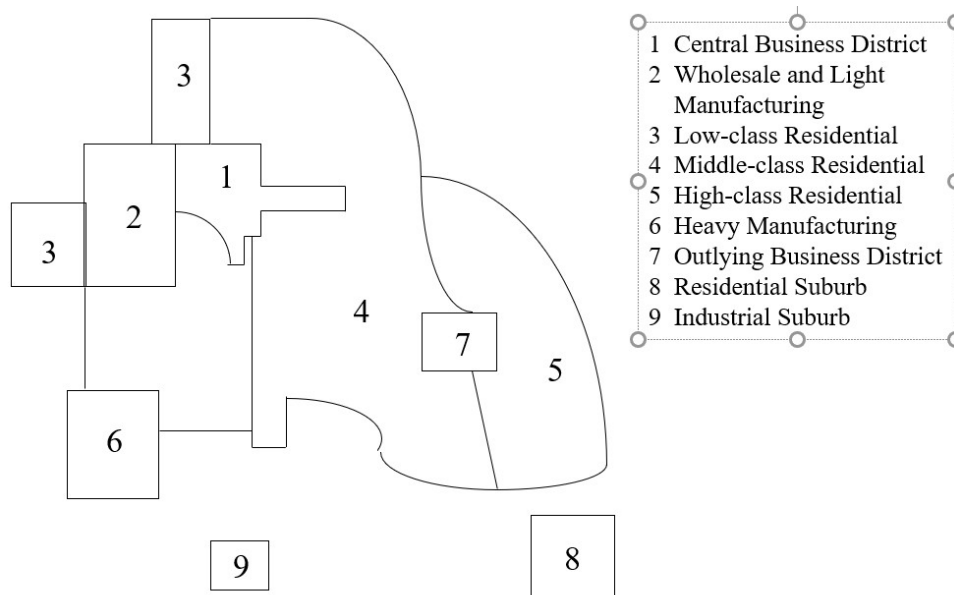 3
1
2
3
4
7
5
6
9
8
1 Central Business District
2 Wholesale and Light
Manufacturing
3 Low-class Residential
4 Middle-class Residential
5 High-class Residential
6 Heavy Manufacturing
7 Outlying Business District
8 Residential Suburb
9 Industrial Suburb